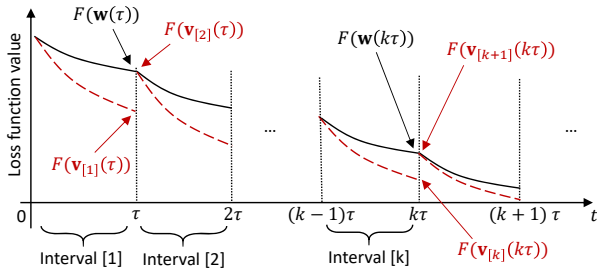 Loss function value
F(𝐰(τ))
F(𝐯[2](τ))
F(𝐯[1](τ))
...
F(𝐰(kτ))
F(𝐯[k+1](kτ))
...
F(𝐯[k](kτ))
0
τ
2τ
(k − 1)τ
kτ
(k + 1) τ
t
Interval [1]
Interval [2]
Interval [k]